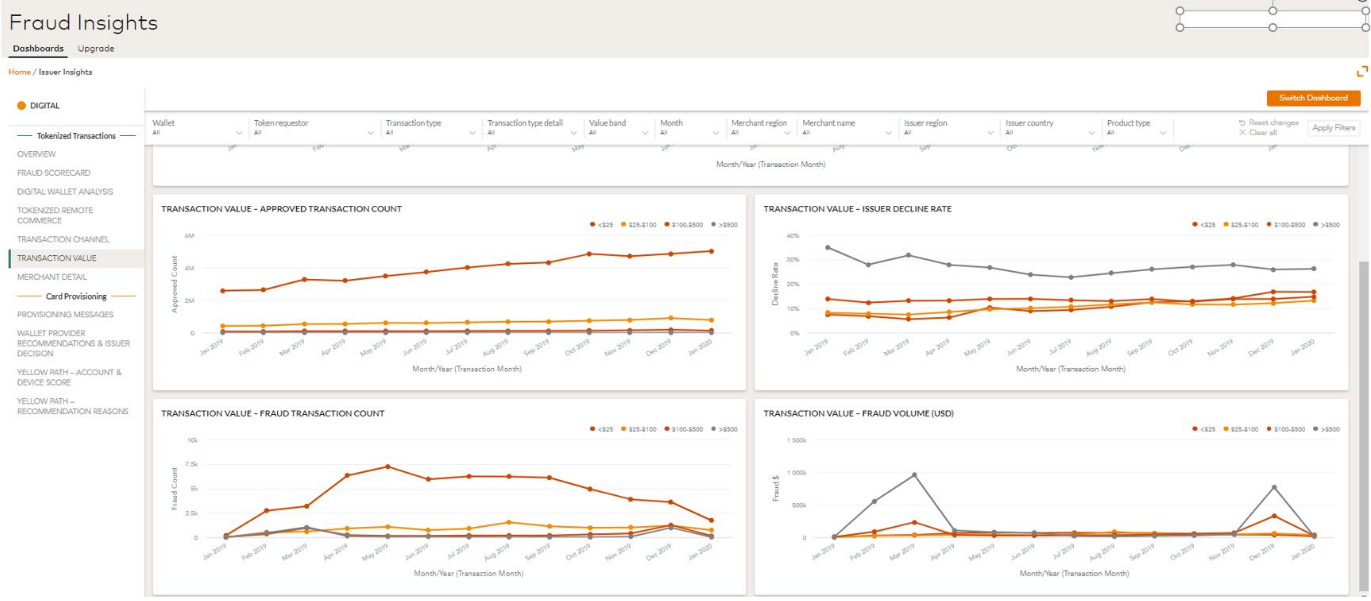 Fraud Insights
Dashboards Upgrade
Home / Issuer Insights
DIGITAL
Switch Dashboard
Wallet Token requestor Transaction type Transaction type detail Value band Month Merchant region Merchant name Issuer region Issuer country Product type Reset changes
All All All All All All All All All All All Clear all Apply Filters
Tokenized Transactions
OVERVIEW
FRAUD SCORECARD
DIGITAL WALLET ANALYSIS
TOKENIZED REMOTE
COMMERCE
TRANSACTION CHANNEL
TRANSACTION VALUE
MERCHANT DETAIL
Card Provisioning
PROVISIONING MESSAGES
WALLET PROVIDER
RECOMMENDATIONS & ISSUER
DECISION
YELLOW PATH – ACCOUNT &
DEVICE SCORE
YELLOW PATH –
RECOMMENDATION REASONS
Month/Year (Transaction Month)
TRANSACTION VALUE – APPROVED TRANSACTION COUNT
<$25 $25-$100 $100-$500 >$500
6M
4M
2M
0
Approved Count
Jan 2019 Feb 2019 Mar 2019 Apr 2019 May 2019 Jun 2019 Jul 2019 Aug 2019 Sep 2019 Oct 2019 Nov 2019 Dec 2019 Jan 2020
Month/Year (Transaction Month)
TRANSACTION VALUE – ISSUER DECLINE RATE
<$25 $25-$100 $100-$500 >$500
40%
30%
20%
10%
0%
Decline Rate
Jan 2019 Feb 2019 Mar 2019 Apr 2019 May 2019 Jun 2019 Jul 2019 Aug 2019 Sep 2019 Oct 2019 Nov 2019 Dec 2019 Jan 2020
Month/Year (Transaction Month)
TRANSACTION VALUE – FRAUD TRANSACTION COUNT
<$25 $25-$100 $100-$500 >$500
10k
7.5k
5k
2.5k
0
Fraud Count
Jan 2019 Feb 2019 Mar 2019 Apr 2019 May 2019 Jun 2019 Jul 2019 Aug 2019 Sep 2019 Oct 2019 Nov 2019 Dec 2019 Jan 2020
Month/Year (Transaction Month)
TRANSACTION VALUE – FRAUD VOLUME (USD)
<$25 $25-$100 $100-$500 >$500
1 500k
1 000k
500k
0
Fraud $
Jan 2019 Feb 2019 Mar 2019 Apr 2019 May 2019 Jun 2019 Jul 2019 Aug 2019 Sep 2019 Oct 2019 Nov 2019 Dec 2019 Jan 2020
Month/Year (Transaction Month)